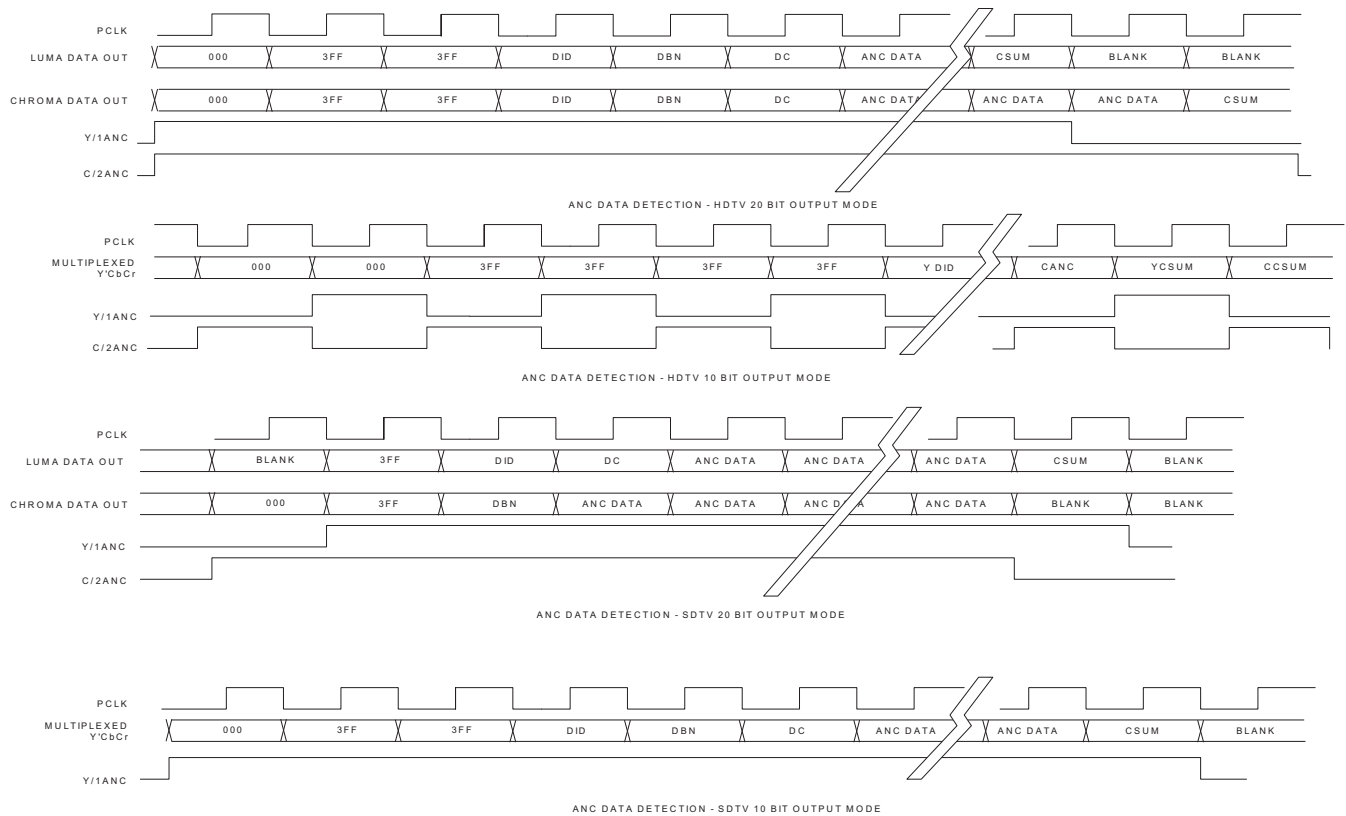 PCLK
LUMA DATA OUT 000 3FF 3FF DID DBN DC ANC DATA CSUM BLANK BLANK
CHROMA DATA OUT 000 3FF 3FF DID DBN DC ANC DATA ANC DATA ANC DATA CSUM
Y/1ANC
C/2ANC
ANC DATA DETECTION - HDTV 20 BIT OUTPUT MODE
PCLK
MULTIPLEXED
Y'CbCr 000 000 3FF 3FF 3FF 3FF Y DID CANC YCSUM CCSUM
Y/1ANC
C/2ANC
ANC DATA DETECTION - HDTV 10 BIT OUTPUT MODE
PCLK
LUMA DATA OUT BLANK 3FF DID DC ANC DATA ANC DATA ANC DATA CSUM BLANK
CHROMA DATA OUT 000 3FF DBN ANC DATA ANC DATA ANC DATA ANC DATA BLANK BLANK
Y/1ANC
C/2ANC
ANC DATA DETECTION - SDTV 20 BIT OUTPUT MODE
PCLK
MULTIPLEXED
Y'CbCr 000 3FF 3FF DID DBN DC ANC DATA ANC DATA CSUM BLANK
Y/1ANC
ANC DATA DETECTION - SDTV 10 BIT OUTPUT MODE